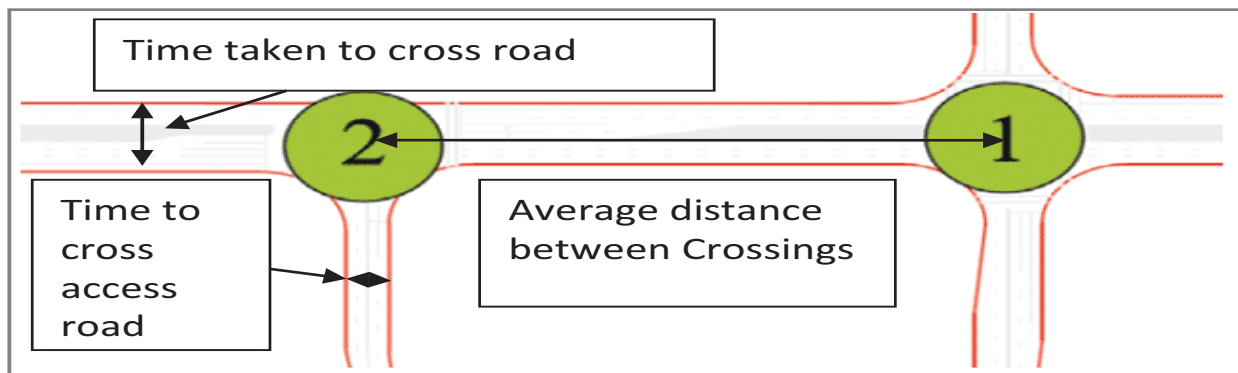 Time taken to cross road
2
1
Time to
cross
access
road
Average distance
between Crossings